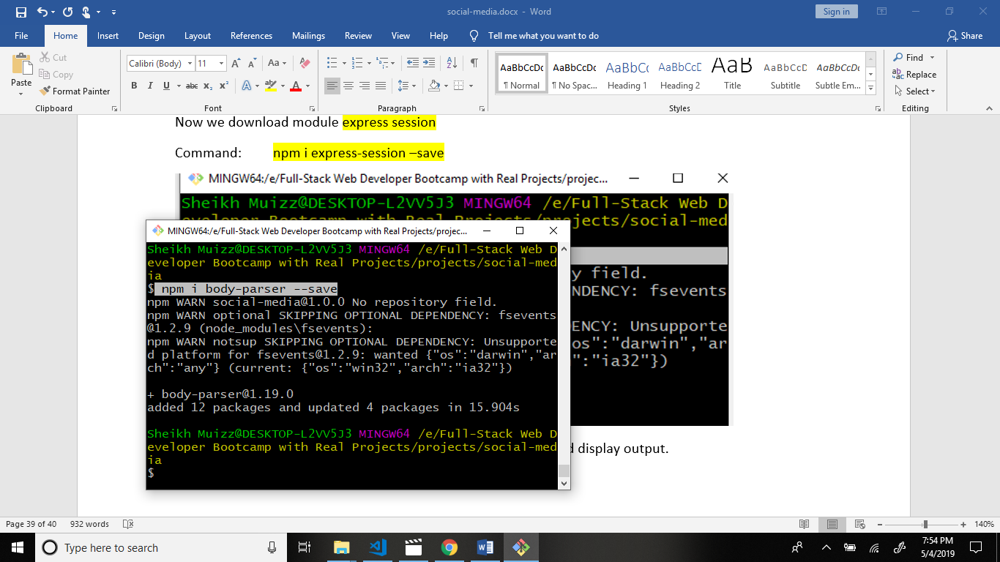 social-media.docx - Word
Sign in
File Home Insert Design Layout References Mailings Review View Help Tell me what you want to do Share
Paste
Cut
Copy
Format Painter
Calibri (Body) 11
Aa
B I U abc x₂ x² A ab A
AaBbCcDc AaBbCcDc AaBbCc AaBbCcD AaB AaBbCcD AaBbCcDc
¶ Normal ¶ No Spac... Heading 1 Heading 2 Title Subtitle Subtle Em...
Find
Replace
Select
Clipboard Font Paragraph Styles Editing
Now we download module express session
Command: npm i express-session –save
MINGW64:/e/Full-Stack Web Developer Bootcamp with Real Projects/projec...
Sheikh Muizz@DESKTOP-L2VV5J3 MINGW64 /e/Full-Stack Web D
eveloper Bootcamp with Real Projects/projects/social-med
y field.
NDENCY: fsevents
ENCY: Unsupporte
os":"darwin","ar
":"ia32"})
MINGW64:/e/Full-Stack Web Developer Bootcamp with Real Projects/projec...
Sheikh Muizz@DESKTOP-L2VV5J3 MINGW64 /e/Full-Stack Web D
eveloper Bootcamp with Real Projects/projects/social-med
ia
$ npm i body-parser --save
npm WARN social-media@1.0.0 No repository field.
npm WARN optional SKIPPING OPTIONAL DEPENDENCY: fsevents
@1.2.9 (node_modules\fsevents):
npm WARN notsup SKIPPING OPTIONAL DEPENDENCY: Unsupporte
d platform for fsevents@1.2.9: wanted {"os":"darwin","ar
ch":"any"} (current: {"os":"win32","arch":"ia32"})
+ body-parser@1.19.0
added 12 packages and updated 4 packages in 15.904s
Sheikh Muizz@DESKTOP-L2VV5J3 MINGW64 /e/Full-Stack Web D
eveloper Bootcamp with Real Projects/projects/social-med
ia
$
display output.
Page 39 of 40 932 words 140%
Type here to search
7:54 PM
5/4/2019